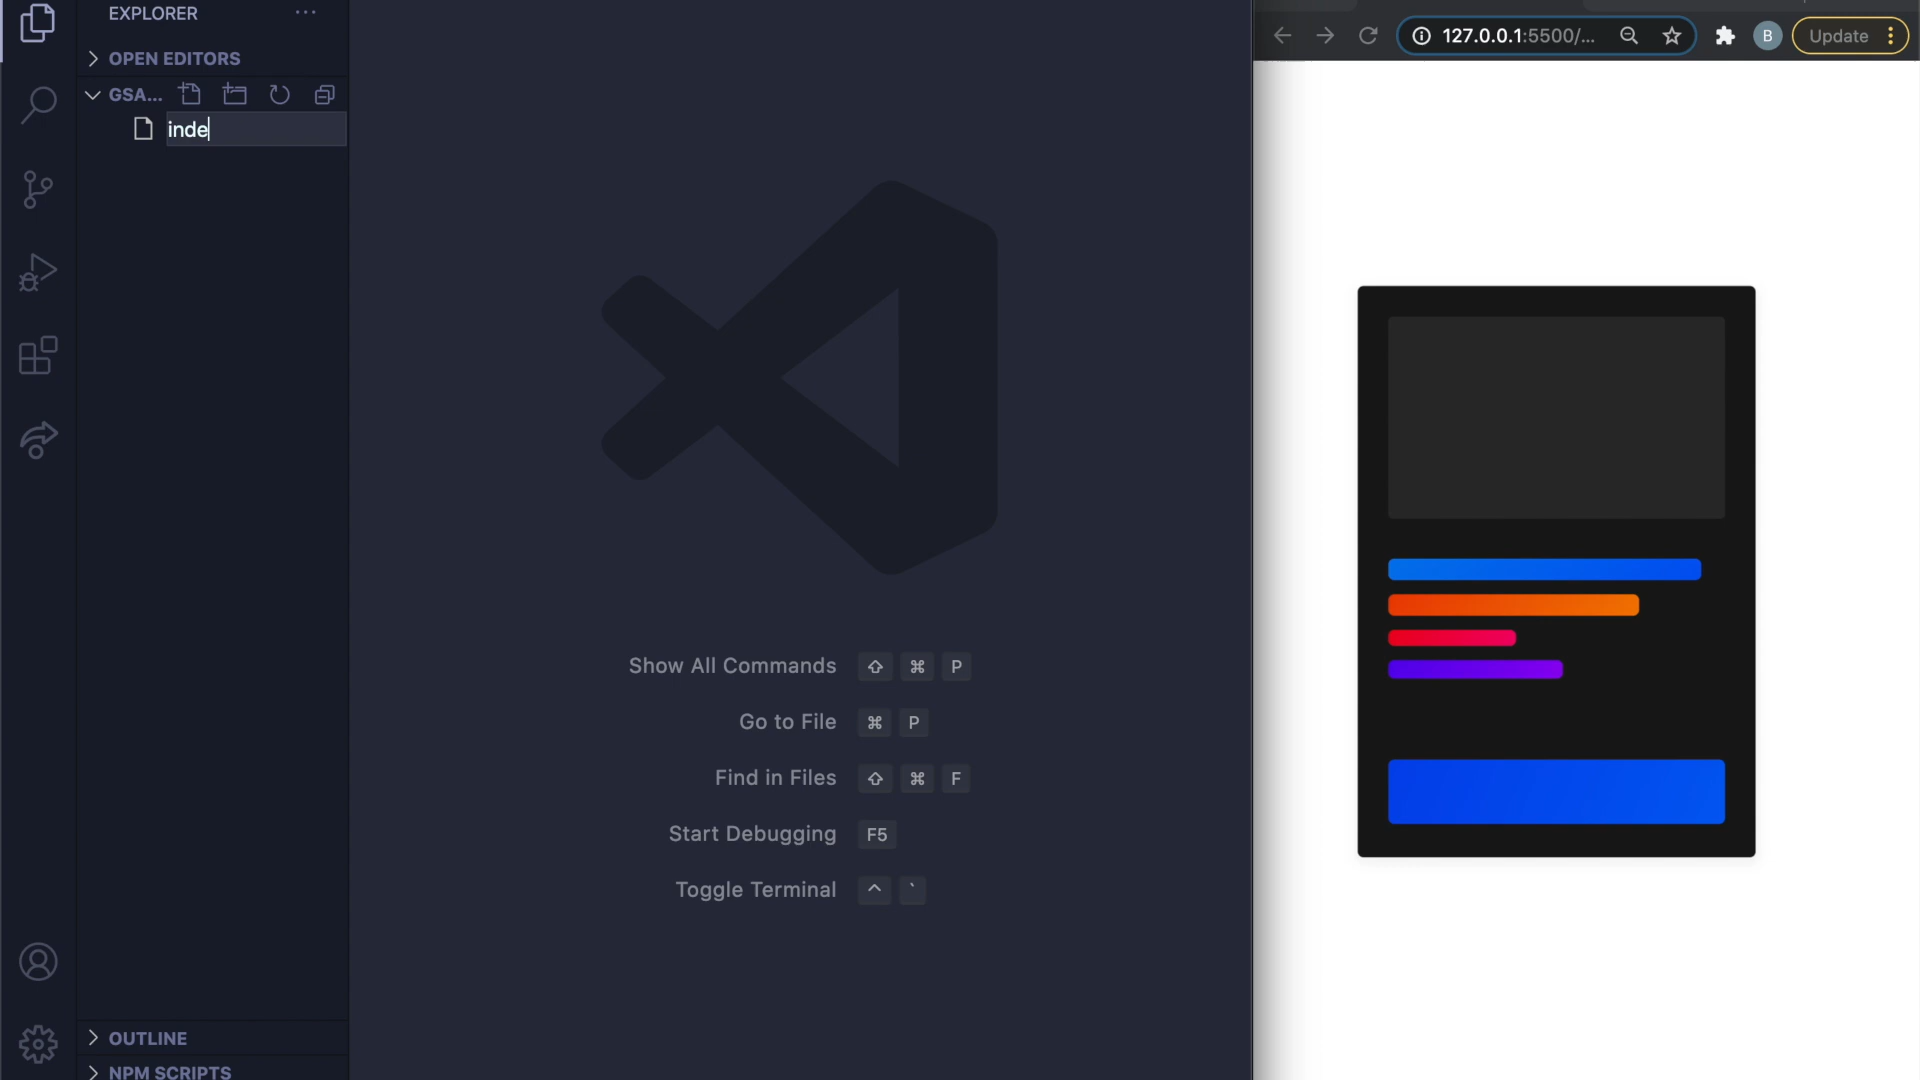 EXPLORER
OPEN EDITORS
GSA...
inde
Show All Commands ⇧ ⌘ P
Go to File ⌘ P
Find in Files ⇧ ⌘ F
Start Debugging F5
Toggle Terminal ^ `
OUTLINE
NPM SCRIPTS
127.0.0.1:5500/...
B
Update